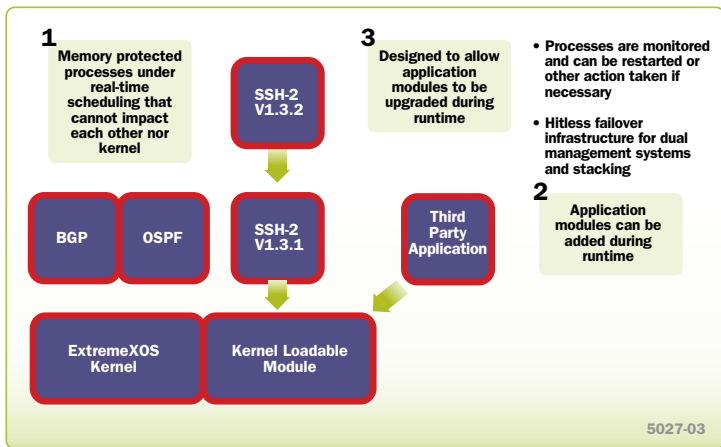 1
Memory protected
processes under
real-time
scheduling that
cannot impact
each other nor
kernel
SSH-2
V1.3.2
3
Designed to allow
application
modules to be
upgraded during
runtime
• Processes are monitored
and can be restarted or
other action taken if
necessary
• Hitless failover
infrastructure for dual
management systems
and stacking
2
Application
modules can be
added during
runtime
BGP
OSPF
SSH-2
V1.3.1
Third
Party
Application
ExtremeXOS
Kernel
Kernel Loadable
Module
5027-03